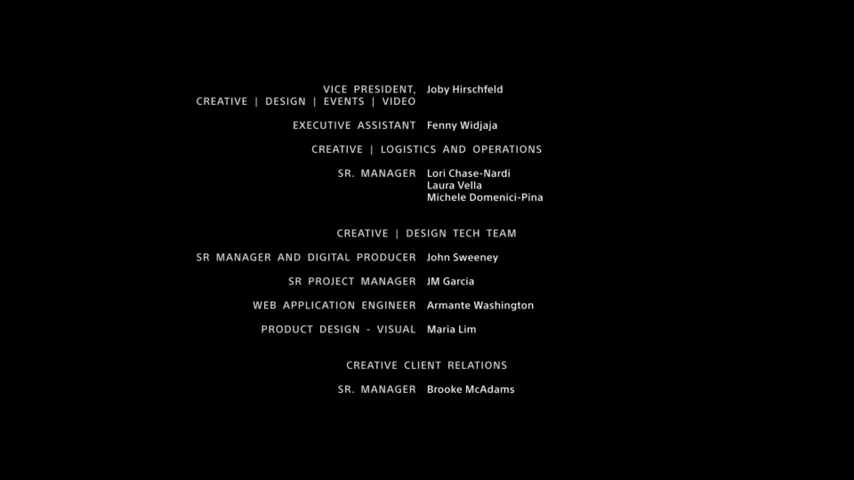 VICE PRESIDENT, Joby Hirschfeld
CREATIVE | DESIGN | EVENTS | VIDEO
EXECUTIVE ASSISTANT Fenny Widjaja
CREATIVE | LOGISTICS AND OPERATIONS
SR. MANAGER Lori Chase-Nardi
Laura Vella
Michele Domenici-Pina
CREATIVE | DESIGN TECH TEAM
SR MANAGER AND DIGITAL PRODUCER John Sweeney
SR PROJECT MANAGER JM Garcia
WEB APPLICATION ENGINEER Armante Washington
PRODUCT DESIGN - VISUAL Maria Lim
CREATIVE CLIENT RELATIONS
SR. MANAGER Brooke McAdams